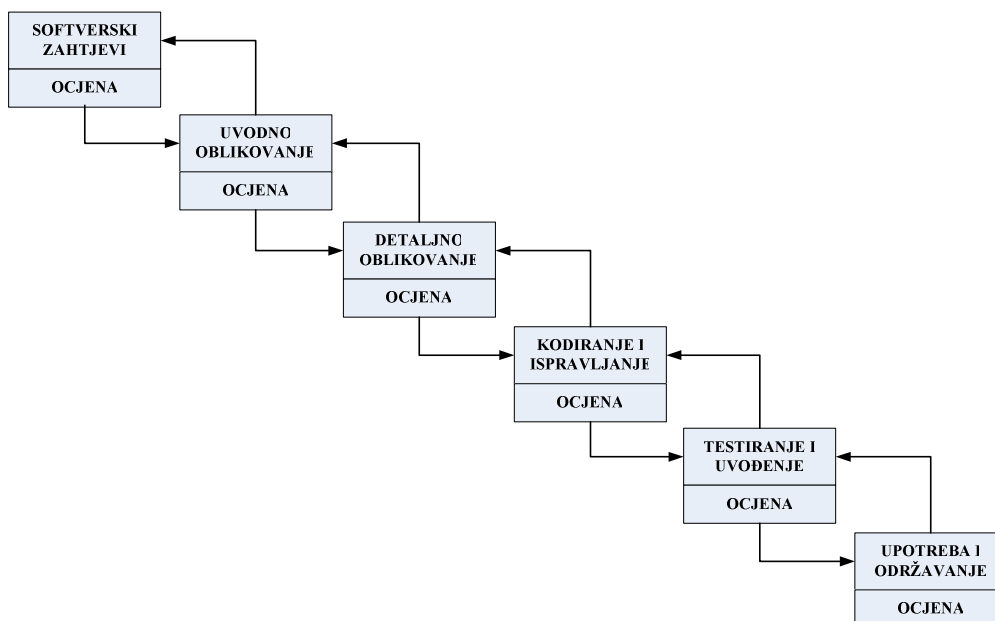 SOFTVERSKI
ZAHTJEVI
OCJENA
UVODNO
OBLIKOVANJE
OCJENA
DETALJNO
OBLIKOVANJE
OCJENA
KODIRANJE I
ISPRAVLJANJE
OCJENA
TESTIRANJE I
UVOĐENJE
OCJENA
UPOTREBA I
ODRŽAVANJE
OCJENA